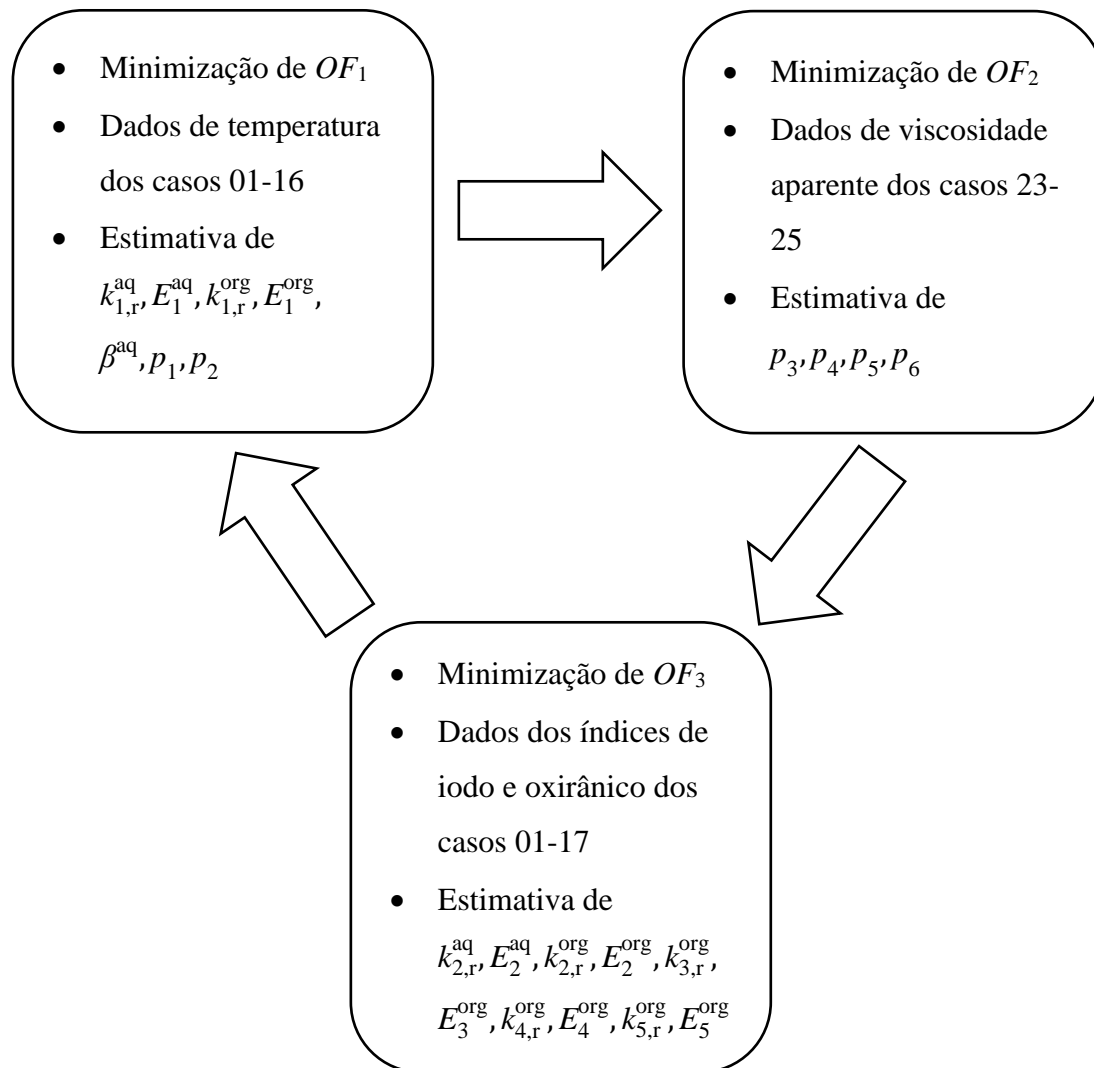 • Minimização de OF₁
• Dados de temperatura
dos casos 01-16
• Estimativa de
k₁,ᵣ^aq, E₁^aq, k₁,ᵣ^org, E₁^org,
β^aq, p₁, p₂
• Minimização de OF₂
• Dados de viscosidade
aparente dos casos 23-
25
• Estimativa de
p₃, p₄, p₅, p₆
• Minimização de OF₃
• Dados dos índices de
iodo e oxirânico dos
casos 01-17
• Estimativa de
k₂,ᵣ^aq, E₂^aq, k₂,ᵣ^org, E₂^org, k₃,ᵣ^org,
E₃^org, k₄,ᵣ^org, E₄^org, k₅,ᵣ^org, E₅^org